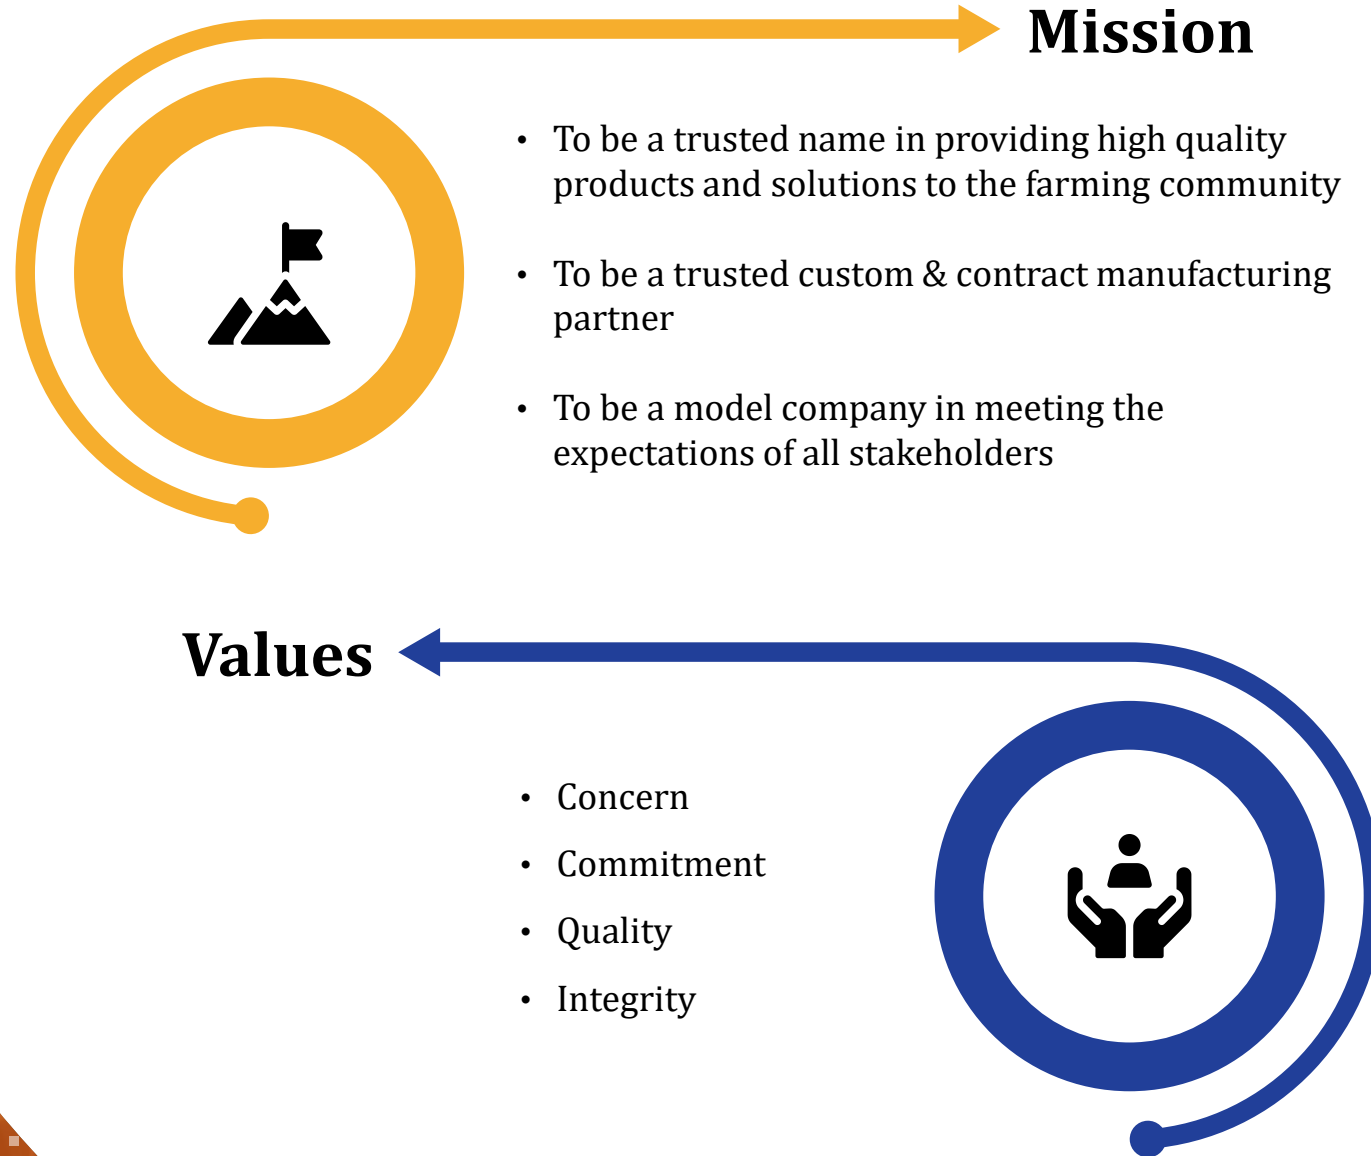 Mission
• To be a trusted name in providing high quality
products and solutions to the farming community
• To be a trusted custom & contract manufacturing
partner
• To be a model company in meeting the
expectations of all stakeholders
Values
• Concern
• Commitment
• Quality
• Integrity